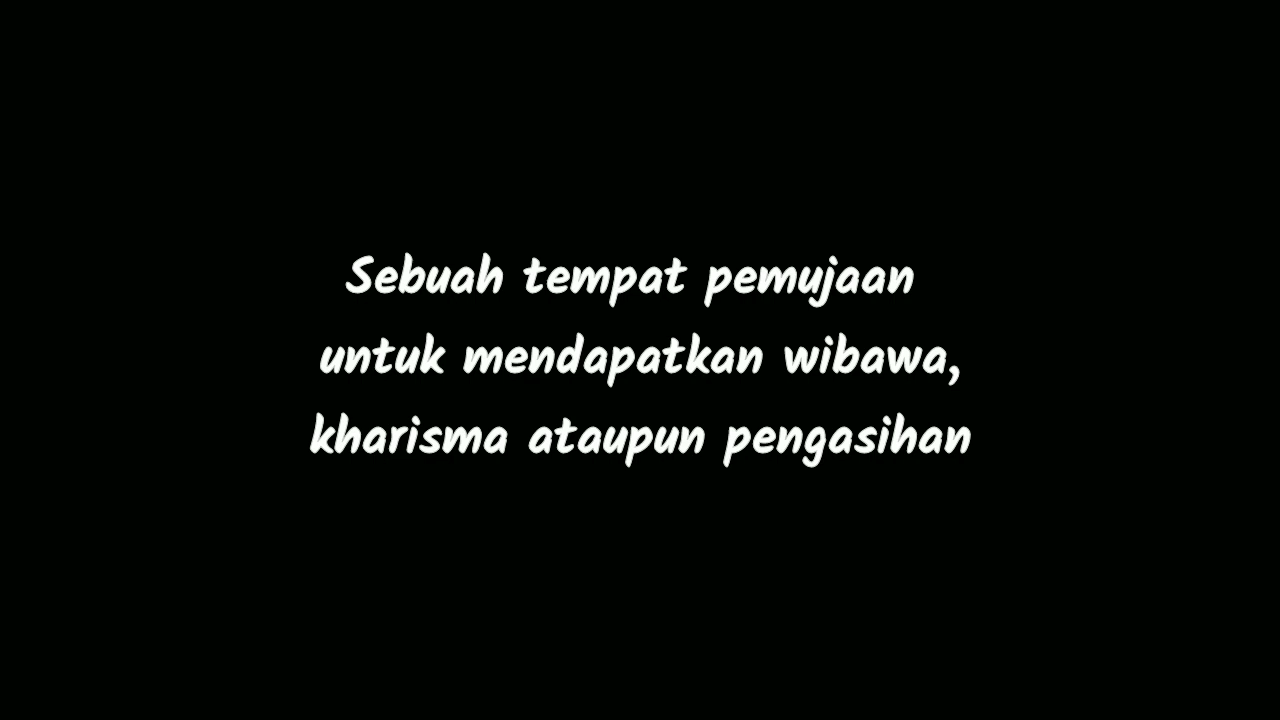 Sebuah tempat pemujaan
untuk mendapatkan wibawa,
kharisma ataupun pengasihan